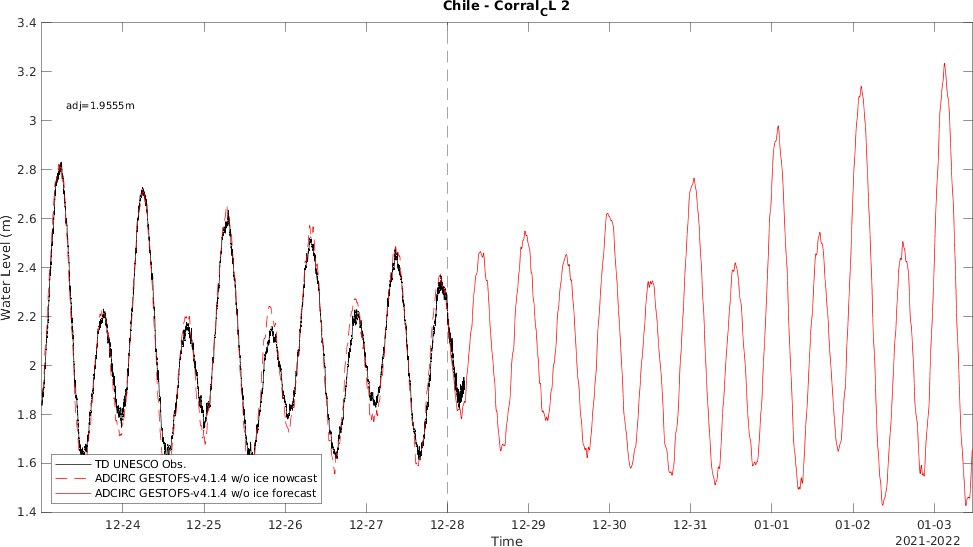 Chile - Corral_CL 2
3.4
3.2
3
2.8
2.6
2.4
2.2
2
1.8
1.6
1.4
Water Level (m)
adj=1.9555m
TD UNESCO Obs.
ADCIRC GESTOFS-v4.1.4 w/o ice nowcast
ADCIRC GESTOFS-v4.1.4 w/o ice forecast
12-24 12-25 12-26 12-27 12-28 12-29 12-30 12-31 01-01 01-02 01-03
Time
2021-2022